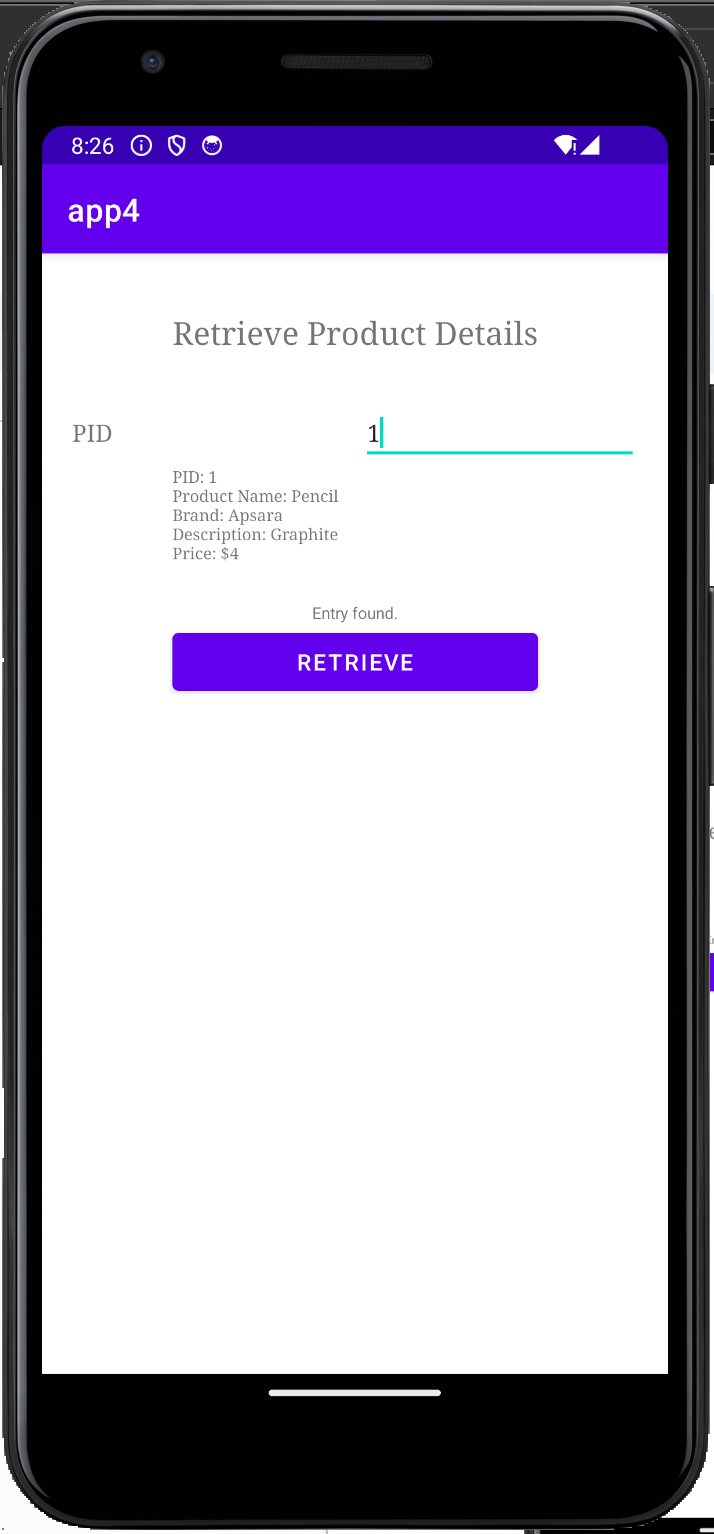 8:26
app4
Retrieve Product Details
PID 1
PID: 1
Product Name: Pencil
Brand: Apsara
Description: Graphite
Price: $4
Entry found.
RETRIEVE